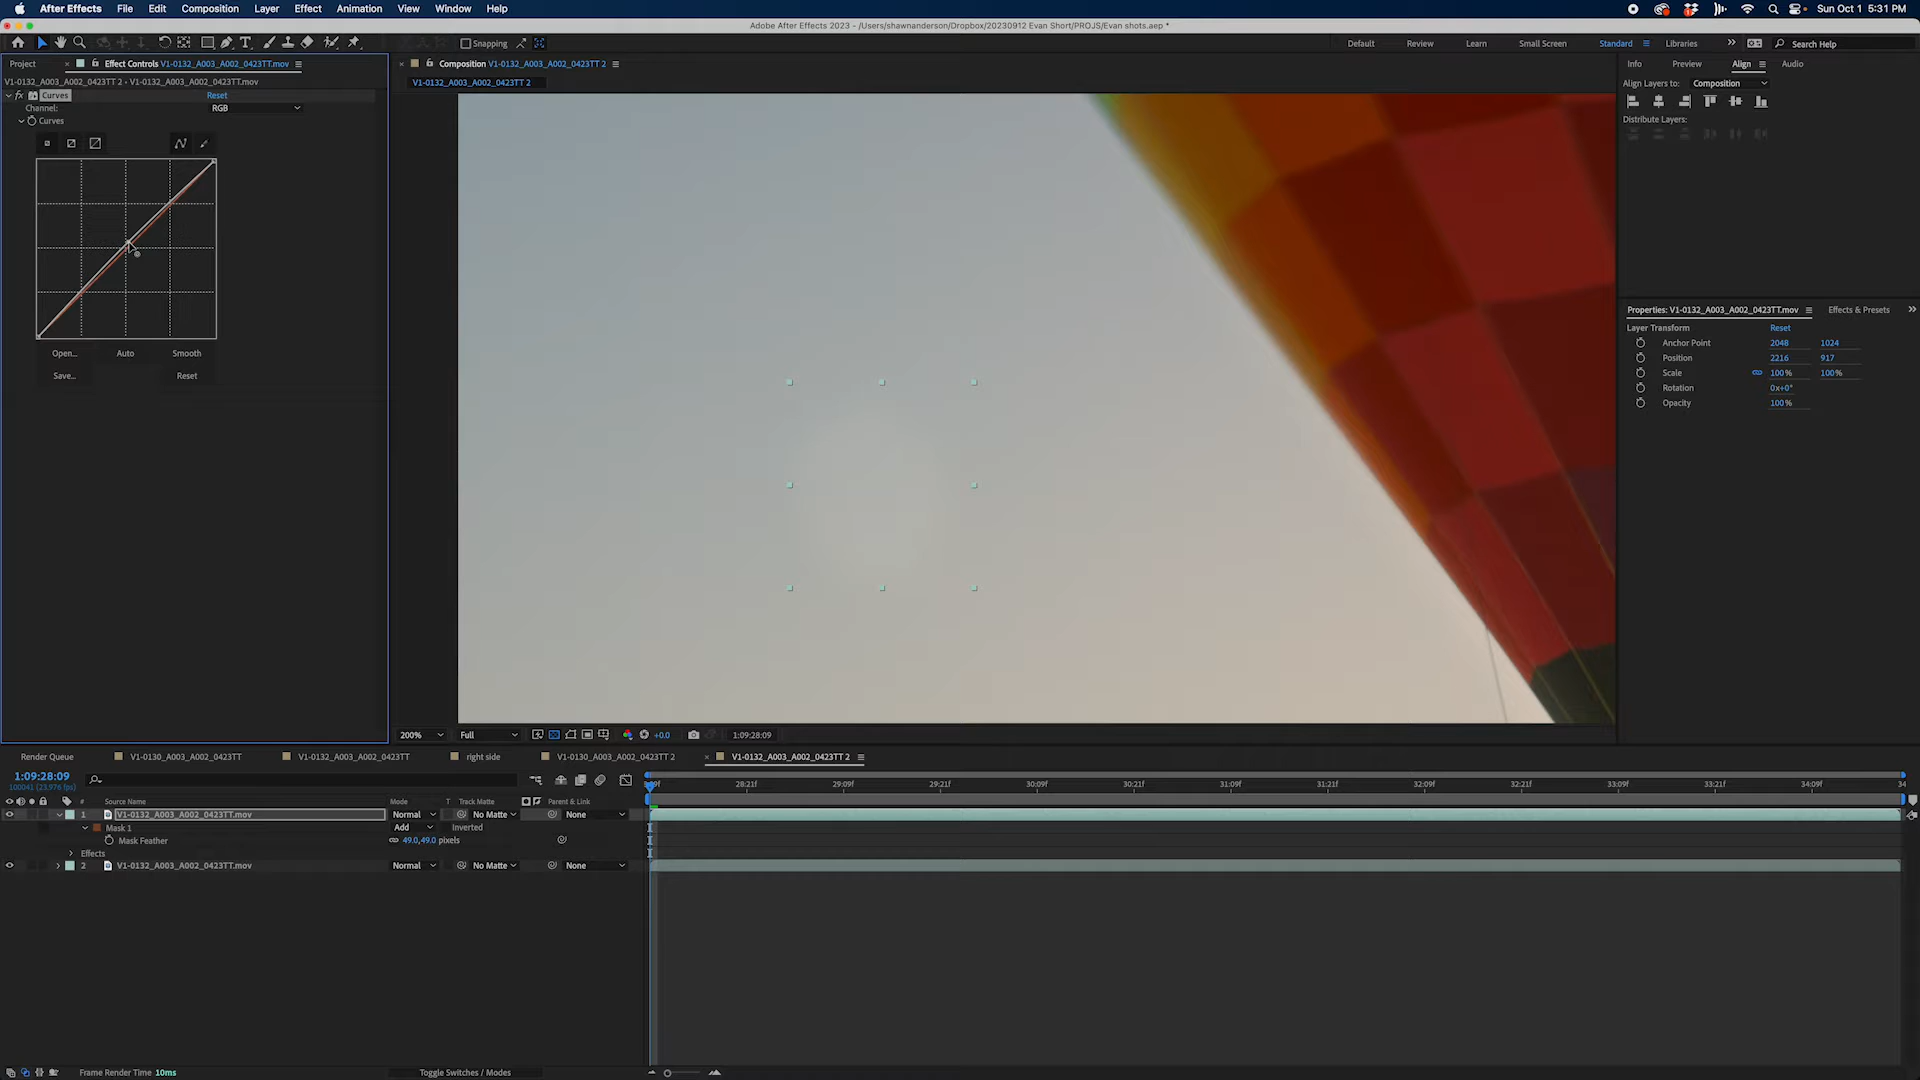 After Effects File Edit Composition Layer Effect Animation View Window Help Sun Oct 1 5:31 PM
Adobe After Effects 2023 - /Users/shawnanderson/Dropbox/20230912 Evan Short/PROJS/Evan shots.aep *
Snapping Default Review Learn Small Screen Standard Libraries Search Help
Project Effect Controls V1-0132_A003_A002_0423TT.mov Composition V1-0132_A003_A002_0423TT 2 Info Preview Align Audio
V1-0132_A003_A002_0423TT 2 • V1-0132_A003_A002_0423TT.mov V1-0132_A003_A002_0423TT 2 Align Layers to: Composition
fx Curves Reset
Channel: RGB
Curves Distribute Layers:
Properties: V1-0132_A003_A002_0423TT.mov Effects & Presets
Layer Transform Reset
Anchor Point 2048 1024
Open... Auto Smooth Position 2216 917
Save... Reset Scale 100% 100%
Rotation 0x+0°
Opacity 100%
200% Full +0.0 1:09:28:09
Render Queue V1-0130_A003_A002_0423TT V1-0132_A003_A002_0423TT right side V1-0130_A003_A002_0423TT 2 V1-0132_A003_A002_0423TT 2
1:09:28:09
100041 (23.976 fps) 28:21f 29:09f 29:21f 30:09f 30:21f 31:09f 31:21f 32:09f 32:21f 33:09f 33:21f 34:09f 34
# Source Name Mode T Track Matte Parent & Link
1 V1-0132_A003_A002_0423TT.mov Normal No Matte None
Mask 1 Add Inverted
Mask Feather 49.0,49.0 pixels
Effects
2 V1-0132_A003_A002_0423TT.mov Normal No Matte None
Frame Render Time 10ms Toggle Switches / Modes